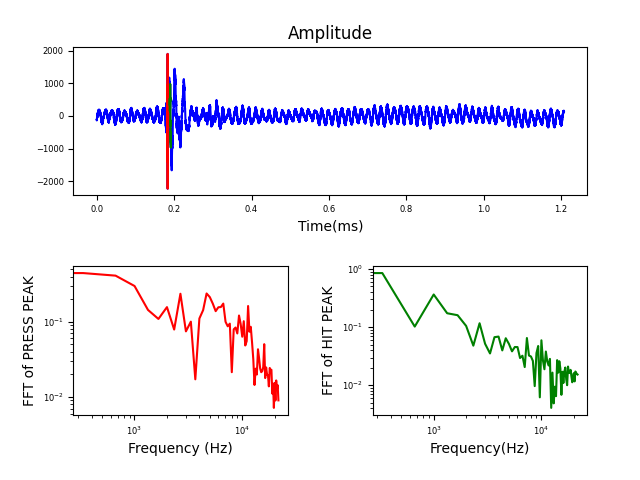 Amplitude
2000
1000
0
−1000
−2000
0.0 0.2 0.4 0.6 0.8 1.0 1.2
Time(ms)
FFT of PRESS PEAK
10⁻¹
10⁻²
10³ 10⁴
Frequency (Hz)
FFT of HIT PEAK
10⁰
10⁻¹
10⁻²
10³ 10⁴
Frequency(Hz)